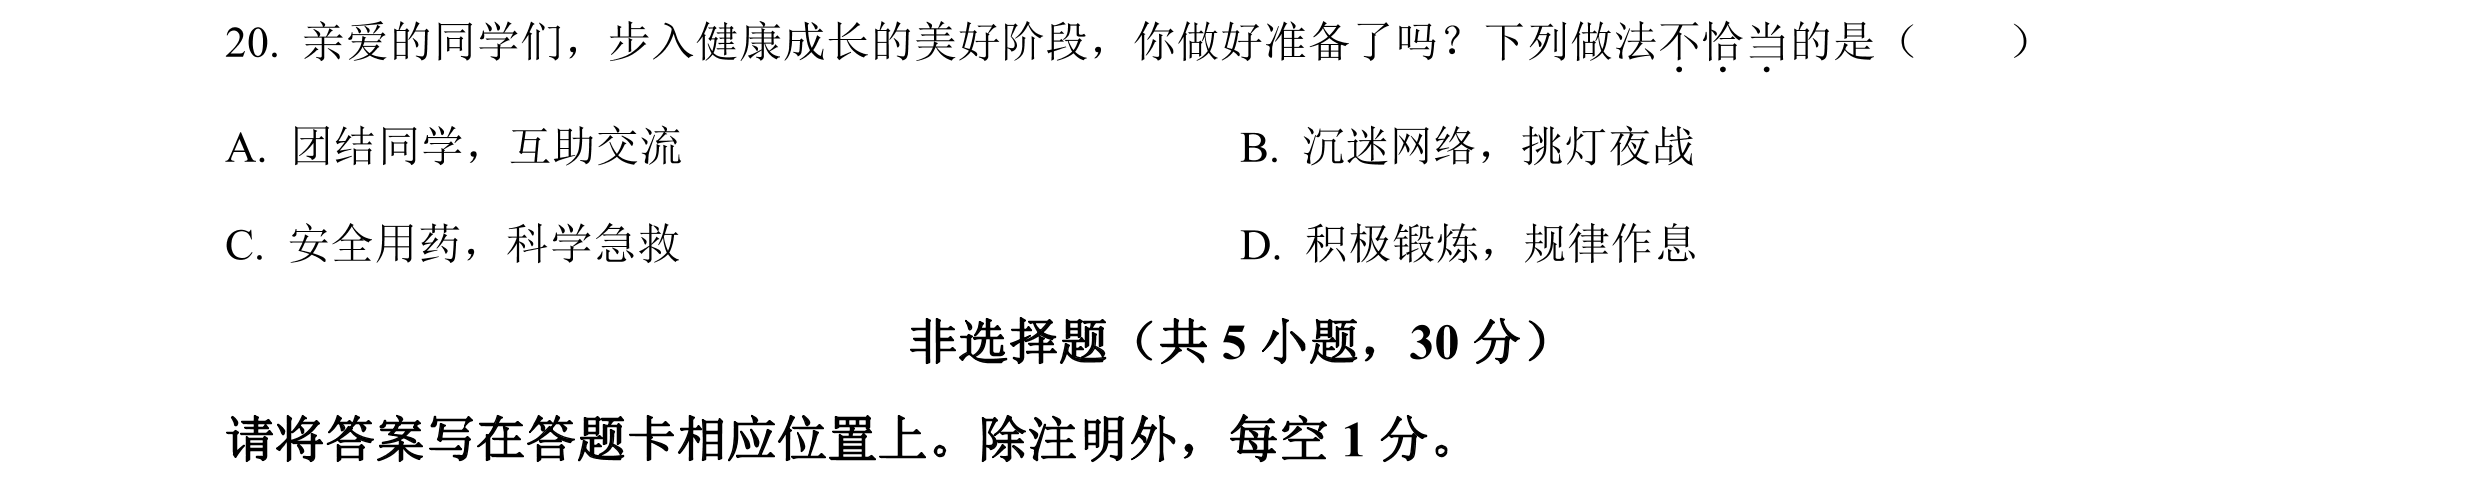 20. 亲爱的同学们，步入健康成长的美好阶段，你做好准备了吗？下列做法不恰当的是（　　）
A. 团结同学，互助交流　　B. 沉迷网络，挑灯夜战
C. 安全用药，科学急救　　D. 积极锻炼，规律作息
非选择题（共 5 小题，30 分）
请将答案写在答题卡相应位置上。除注明外，每空 1 分。